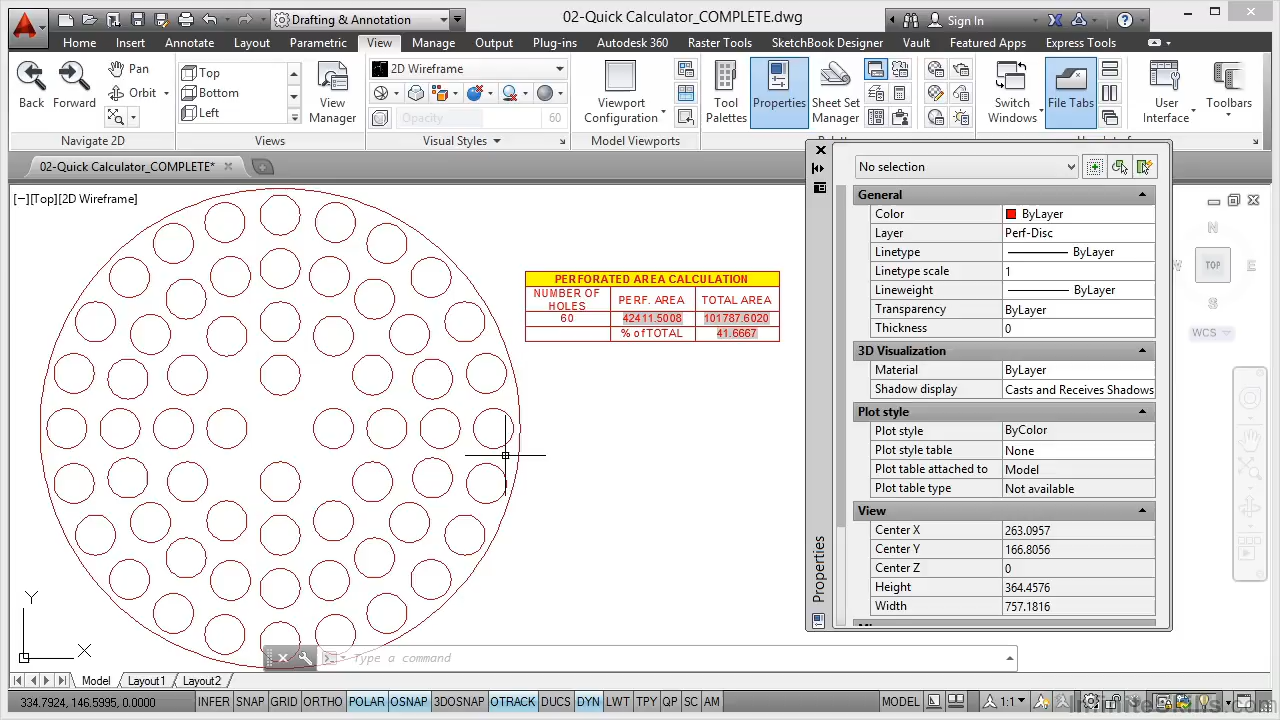 Drafting & Annotation
02-Quick Calculator_COMPLETE.dwg
Sign In
Home Insert Annotate Layout Parametric View Manage Output Plug-ins Autodesk 360 Raster Tools SketchBook Designer Vault Featured Apps Express Tools
Back
Forward
Pan
Orbit
Navigate 2D
Top
Bottom
Left
View
Manager
Views
2D Wireframe
Opacity 60
Visual Styles
Viewport
Configuration
Model Viewports
Tool
Palettes
Properties
Sheet Set
Manager
Switch
Windows
File Tabs
User
Interface
Toolbars
02-Quick Calculator_COMPLETE*
[−][Top][2D Wireframe]
PERFORATED AREA CALCULATION
NUMBER OF
HOLES
PERF. AREA
TOTAL AREA
60 42411.5008 101787.6020
% of TOTAL 41.6667
No selection
General
Color ByLayer
Layer Perf-Disc
Linetype ByLayer
Linetype scale 1
Lineweight ByLayer
Transparency ByLayer
Thickness 0
3D Visualization
Material ByLayer
Shadow display Casts and Receives Shadows
Plot style
Plot style ByColor
Plot style table None
Plot table attached to Model
Plot table type Not available
View
Center X 263.0957
Center Y 166.8056
Center Z 0
Height 364.4576
Width 757.1816
Properties
N
W TOP E
S
WCS
Y
X
Type a command
Model Layout1 Layout2
334.7924, 146.5995, 0.0000 INFER SNAP GRID ORTHO POLAR OSNAP 3DOSNAP OTRACK DUCS DYN LWT TPY QP SC AM MODEL 1:1
InfiniteSkills.com